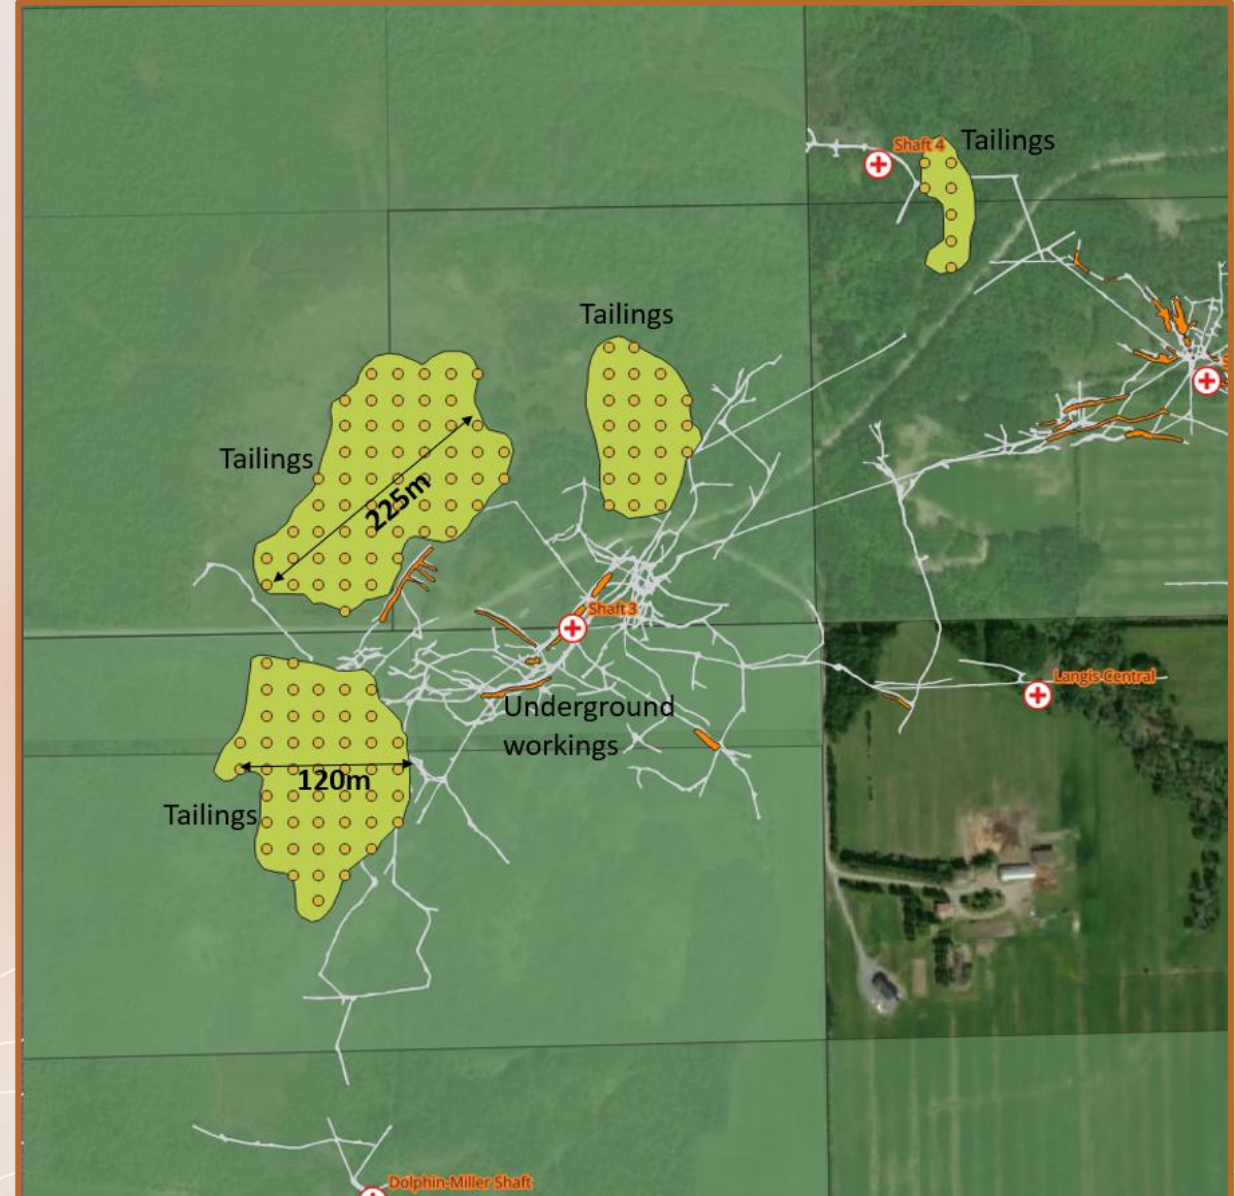 Shaft 4
Tailings
Tailings
Tailings
225m
Shaft 3
Langis Central
Underground
workings
120m
Tailings
Dolphin-Miller Shaft